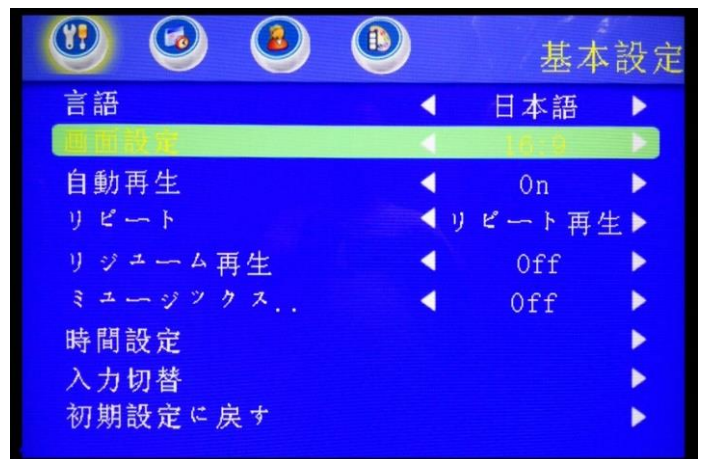 基本設定
言語 日本語
画面設定 16:9
自動再生 On
リピート リピート再生
リジューム再生 Off
ミュージックス.. Off
時間設定
入力切替
初期設定に戻す